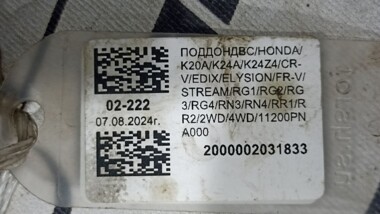 ПОДДОНДВС/HONDA/
K20A/K24A/K24Z4/CR-
V/EDIX/ELYSION/FR-V/
STREAM/RG1/RG2/RG
3/RG4/RN3/RN4/RR1/R
R2/2WD/4WD/11200PN
A000
02-222
07.08.2024г.
2000002031833